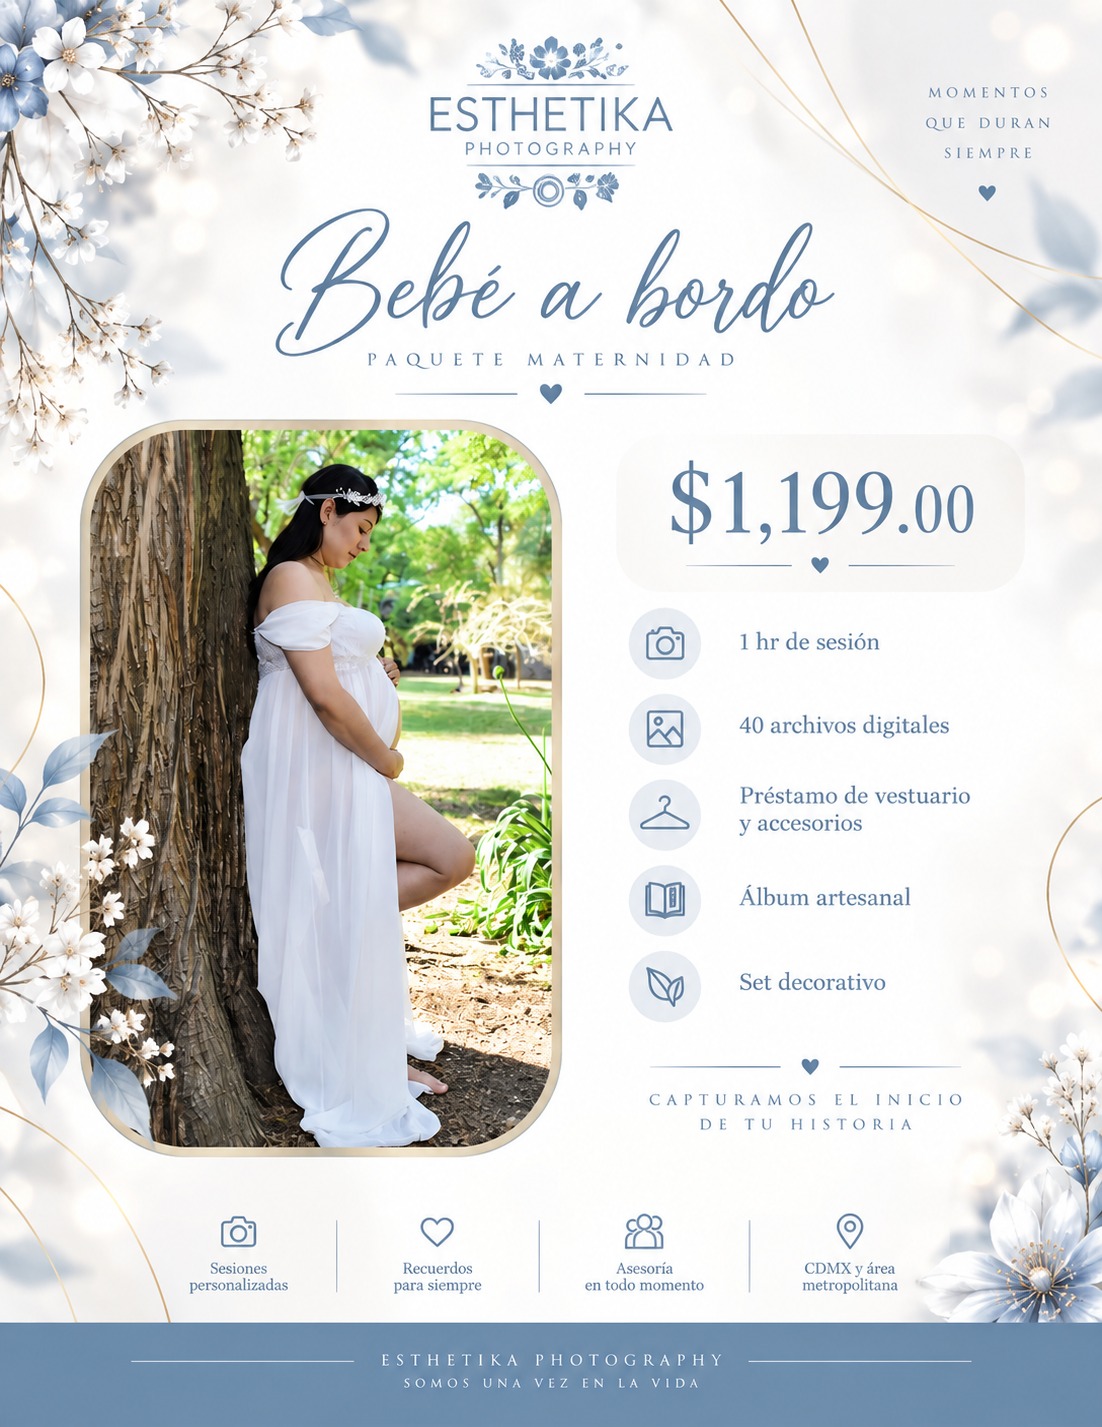 ESTHETIKA
PHOTOGRAPHY
MOMENTOS
QUE DURAN
SIEMPRE
Bebé a bordo
PAQUETE MATERNIDAD
$1,199.00
1 hr de sesión
40 archivos digitales
Préstamo de vestuario
y accesorios
Álbum artesanal
Set decorativo
CAPTURAMOS EL INICIO
DE TU HISTORIA
Sesiones
personalizadas
Recuerdos
para siempre
Asesoría
en todo momento
CDMX y área
metropolitana
ESTHETIKA PHOTOGRAPHY
SOMOS UNA VEZ EN LA VIDA